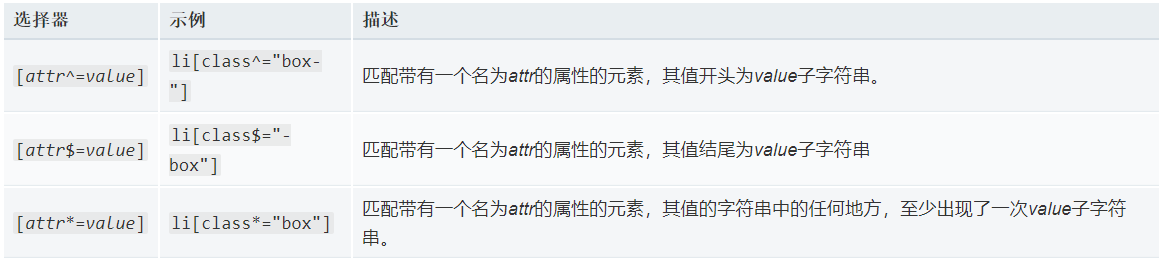 选择器 示例 描述
[attr^=value] li[class^="box-
"] 匹配带有一个名为attr的属性的元素，其值开头为value子字符串。
[attr$=value] li[class$="-
box"] 匹配带有一个名为attr的属性的元素，其值结尾为value子字符串
[attr*=value] li[class*="box"] 匹配带有一个名为attr的属性的元素，其值的字符串中的任何地方，至少出现了一次value子字符
串。